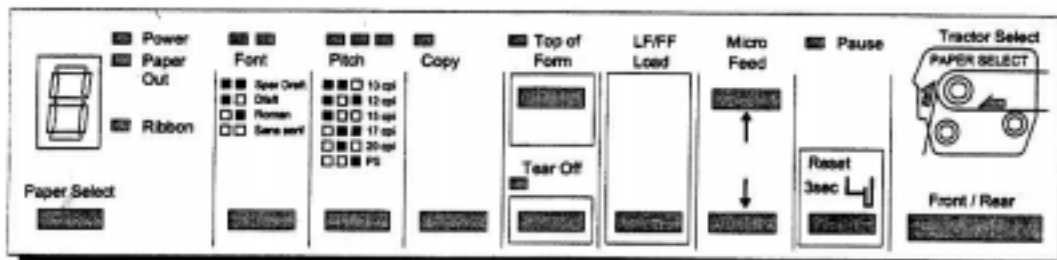 Power
Paper
Out
Ribbon
Paper Select
Font
Sper Draft
Draft
Roman
Sans serif
Pitch
10 cpi
12 cpi
15 cpi
17 cpi
20 cpi
PS
Copy
Top of
Form
Tear Off
LF/FF
Load
Micro
Feed
Pause
Reset
3sec
Tractor Select
PAPER SELECT
Front / Rear